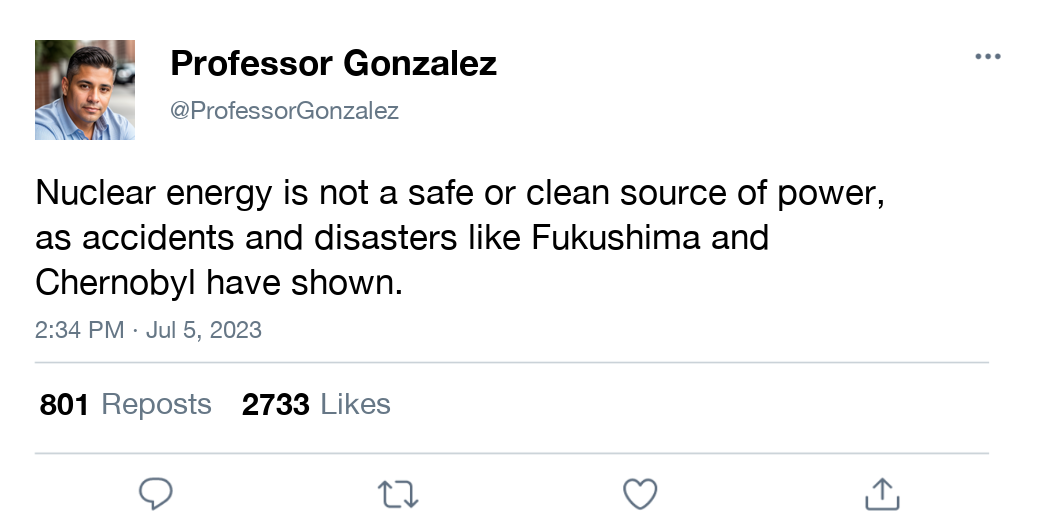 Professor Gonzalez
@ProfessorGonzalez
Nuclear energy is not a safe or clean source of power,
as accidents and disasters like Fukushima and
Chernobyl have shown.
2:34 PM · Jul 5, 2023
801 Reposts 2733 Likes